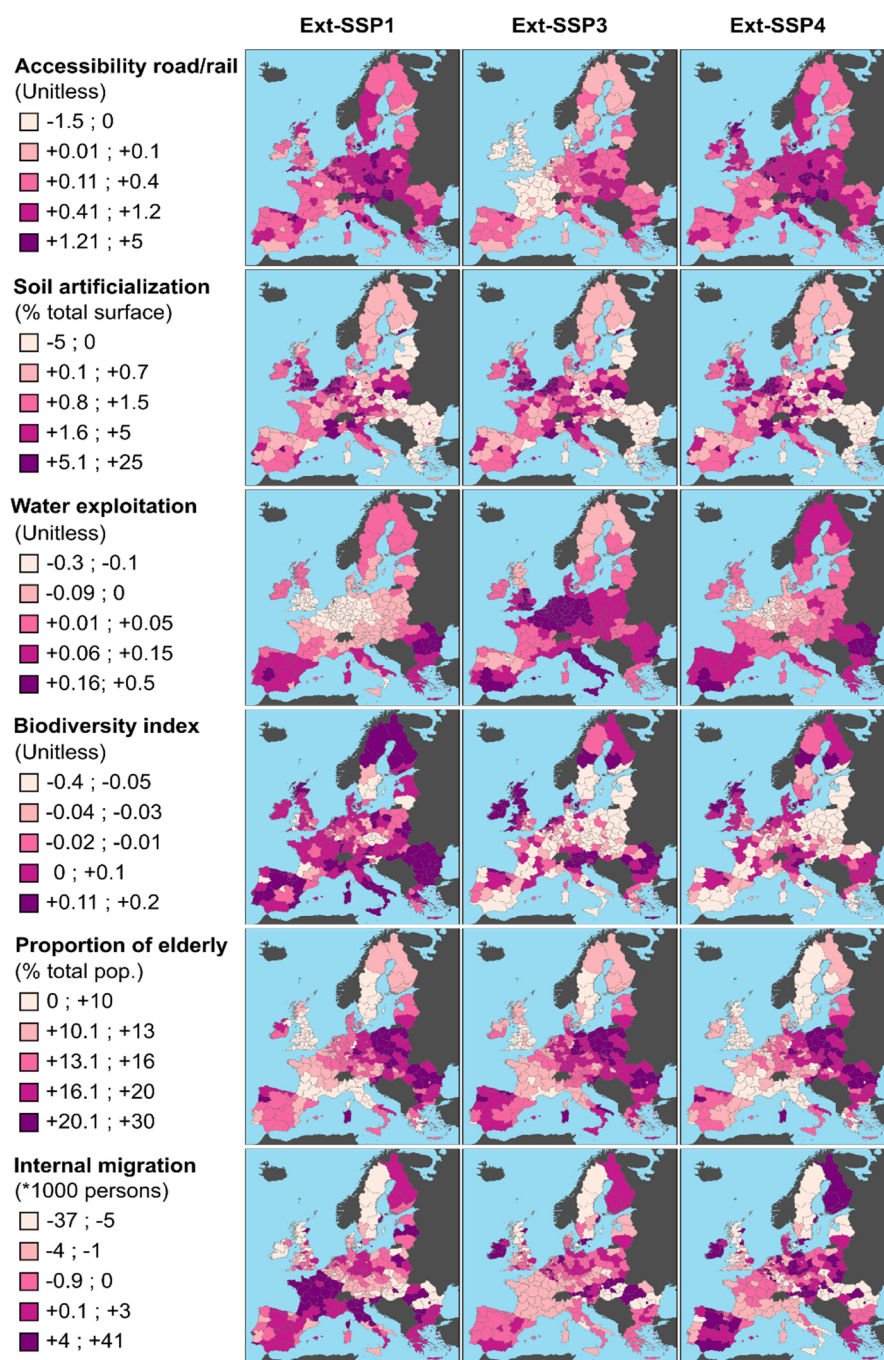 Ext-SSP1 Ext-SSP3 Ext-SSP4
Accessibility road/rail
(Unitless)
-1.5 ; 0
+0.01 ; +0.1
+0.11 ; +0.4
+0.41 ; +1.2
+1.21 ; +5
Soil artificialization
(% total surface)
-5 ; 0
+0.1 ; +0.7
+0.8 ; +1.5
+1.6 ; +5
+5.1 ; +25
Water exploitation
(Unitless)
-0.3 ; -0.1
-0.09 ; 0
+0.01 ; +0.05
+0.06 ; +0.15
+0.16; +0.5
Biodiversity index
(Unitless)
-0.4 ; -0.05
-0.04 ; -0.03
-0.02 ; -0.01
0 ; +0.1
+0.11 ; +0.2
Proportion of elderly
(% total pop.)
0 ; +10
+10.1 ; +13
+13.1 ; +16
+16.1 ; +20
+20.1 ; +30
Internal migration
(*1000 persons)
-37 ; -5
-4 ; -1
-0.9 ; 0
+0.1 ; +3
+4 ; +41